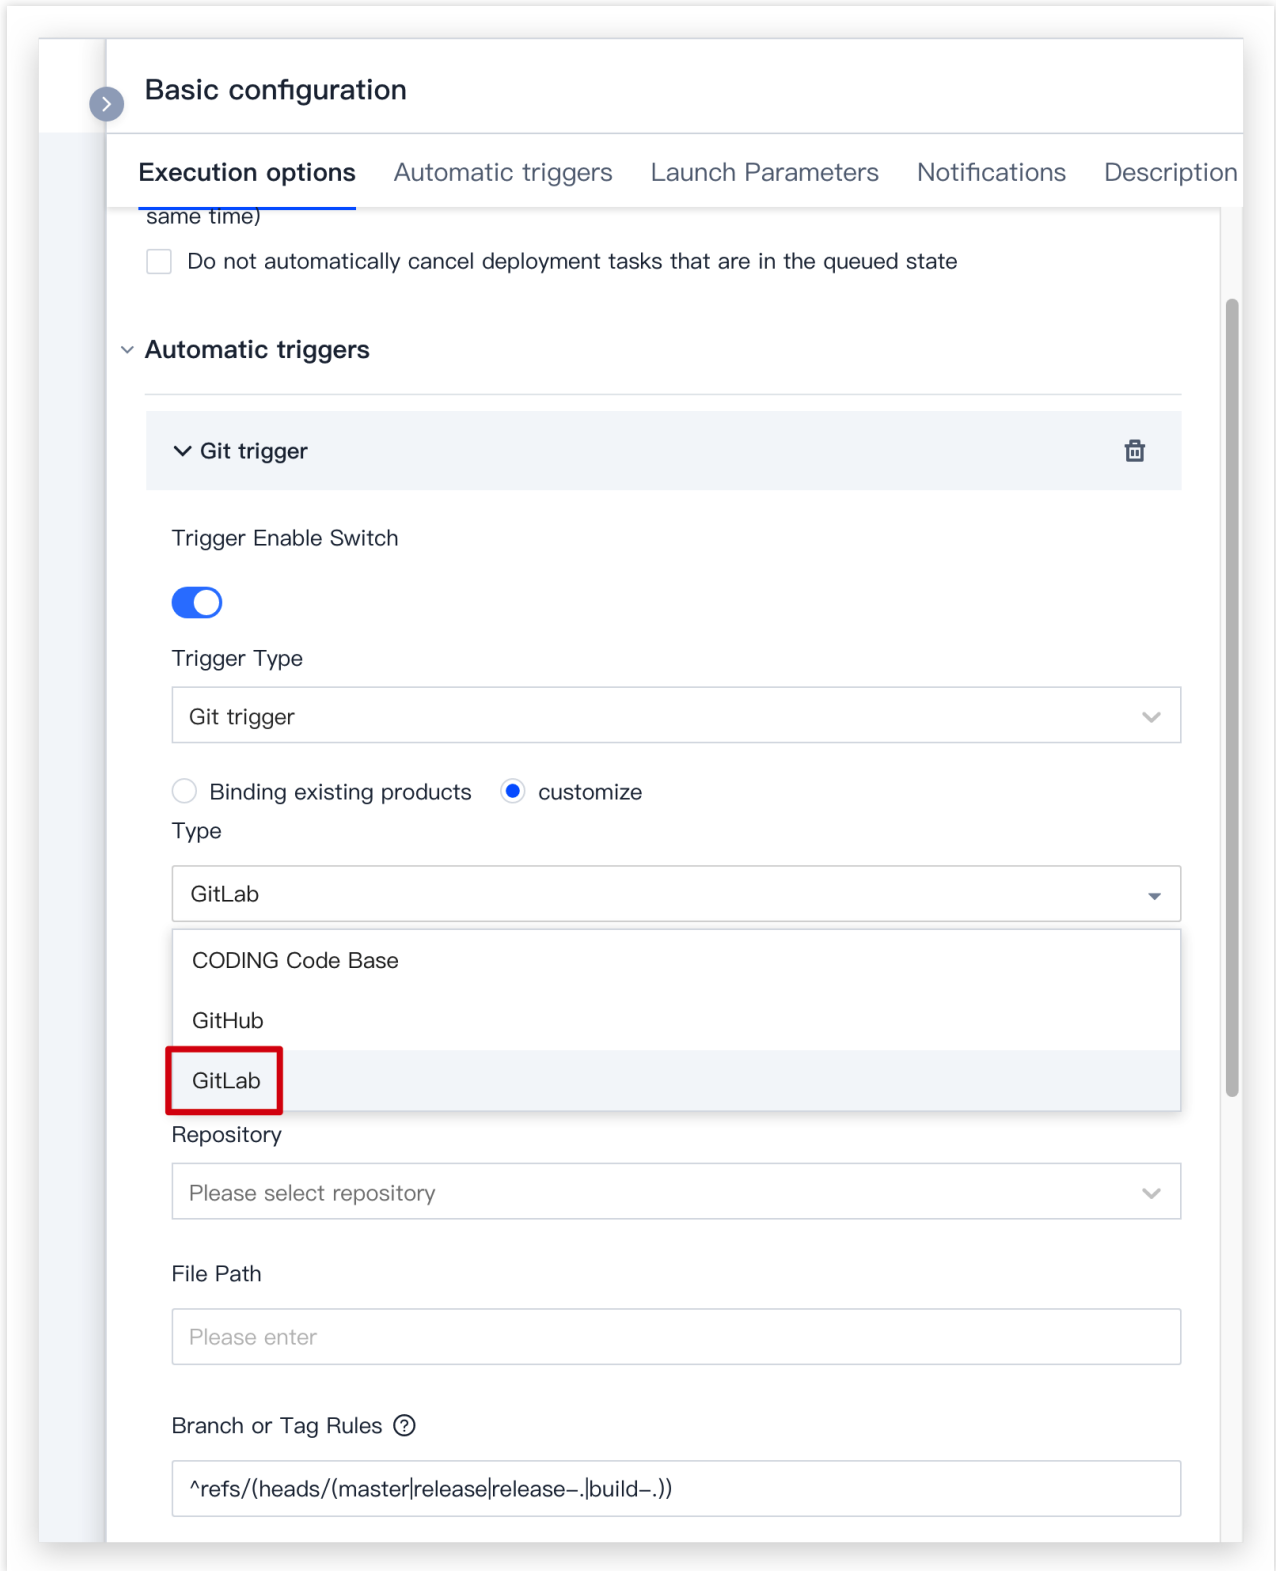 Basic configuration
Execution options Automatic triggers Launch Parameters Notifications Description
same time)
Do not automatically cancel deployment tasks that are in the queued state
Automatic triggers
Git trigger
Trigger Enable Switch
Trigger Type
Git trigger
Binding existing products customize
Type
GitLab
CODING Code Base
GitHub
GitLab
Repository
Please select repository
File Path
Please enter
Branch or Tag Rules ?
^refs/(heads/(master|release|release-.|build-.))